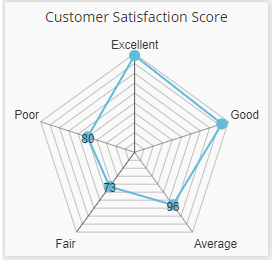 Customer Satisfaction Score
Excellent
Poor
Good
80
73
96
Fair
Average